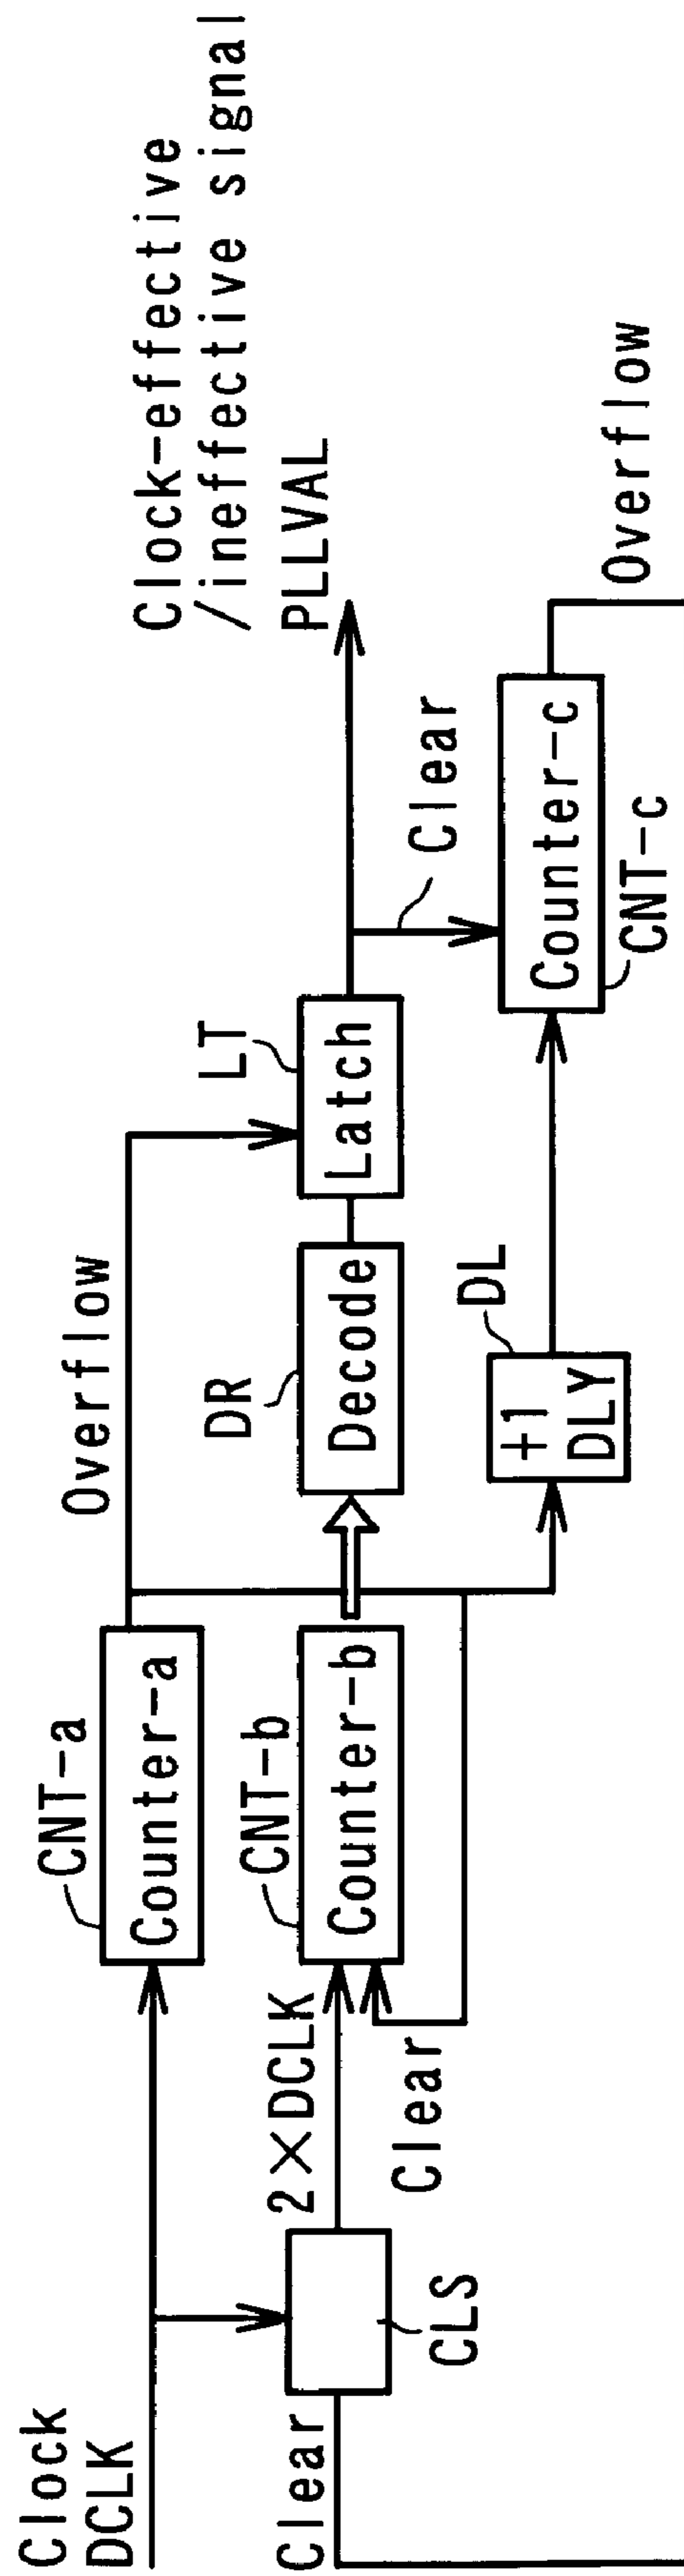 Clock
DCLK
CNT-a
Counter-a
Overflow
Clock-effective
/ineffective signal
PLLVAL
Clear
CLS
2×DCLK
Clear
CNT-b
Counter-b
DR
Decode
LT
Latch
Clear
DL
+1
DLY
Counter-c
CNT-c
Overflow